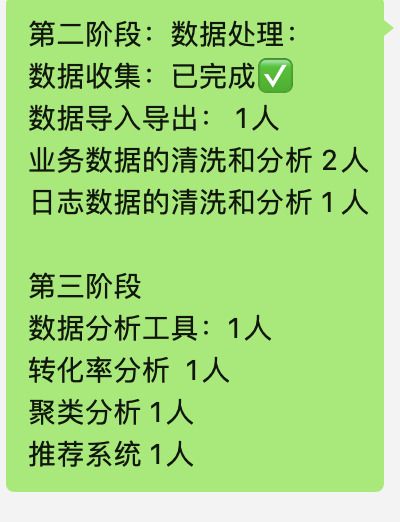 第二阶段：数据处理：
数据收集：已完成✅
数据导入导出： 1人
业务数据的清洗和分析 2人
日志数据的清洗和分析 1人
第三阶段
数据分析工具：1人
转化率分析 1人
聚类分析 1人
推荐系统 1人